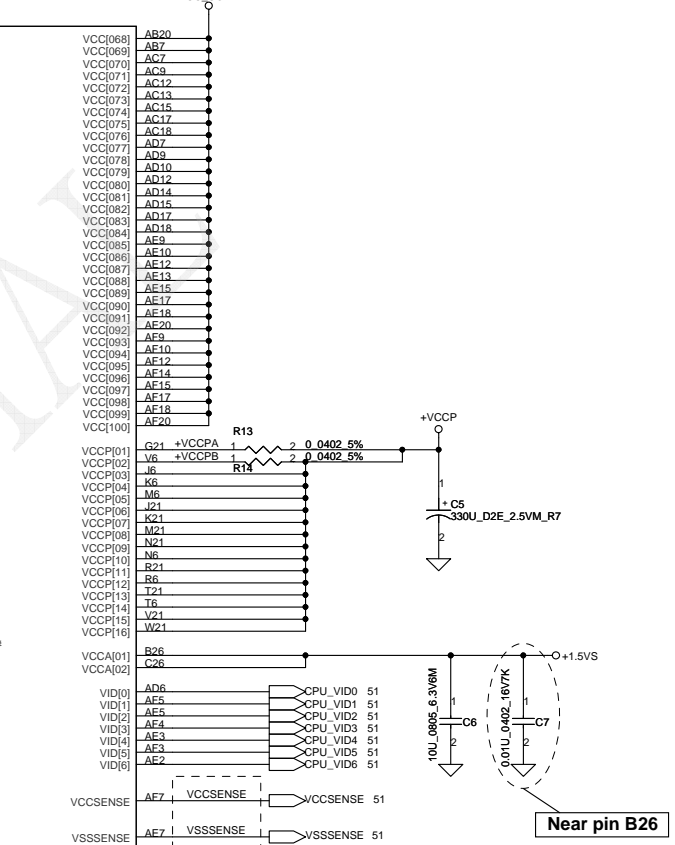 VCC[068] AB20
VCC[069] AB7
VCC[070] AC7
VCC[071] AC9
VCC[072] AC12
VCC[073] AC13
VCC[074] AC15
VCC[075] AC17
VCC[076] AC18
VCC[077] AD7
VCC[078] AD9
VCC[079] AD10
VCC[080] AD12
VCC[081] AD14
VCC[082] AD15
VCC[083] AD17
VCC[084] AD18
VCC[085] AE9
VCC[086] AE10
VCC[087] AE12
VCC[088] AE13
VCC[089] AE15
VCC[090] AE17
VCC[091] AE18
VCC[092] AE20
VCC[093] AF9
VCC[094] AF10
VCC[095] AF12
VCC[096] AF14
VCC[097] AF15
VCC[098] AF17
VCC[099] AF18
VCC[100] AF20
+VCCP
R13
VCCP[01] G21 +VCCPA 1 2 0_0402_5%
VCCP[02] V6 +VCCPB 1 2 0_0402_5%
R14
VCCP[03] J6
VCCP[04] K6
VCCP[05] M6
VCCP[06] J21
VCCP[07] K21
VCCP[08] M21
VCCP[09] N21
VCCP[10] N6
VCCP[11] R21
VCCP[12] R6
VCCP[13] T21
VCCP[14] T6
VCCP[15] V21
VCCP[16] W21
1
+ C5
330U_D2E_2.5VM_R7
2
VCCA[01] B26
VCCA[02] C26
+1.5VS
VID[0] AD6 CPU_VID0 51
VID[1] AF5 CPU_VID1 51
VID[2] AE5 CPU_VID2 51
VID[3] AF4 CPU_VID3 51
VID[4] AE3 CPU_VID4 51
VID[5] AF3 CPU_VID5 51
VID[6] AE2 CPU_VID6 51
10U_0805_6.3V6M
1
C6
2
0.01U_0402_16V7K
1
C7
2
VCCSENSE AF7 VCCSENSE VCCSENSE 51
VSSSENSE AE7 VSSSENSE VSSSENSE 51
Near pin B26